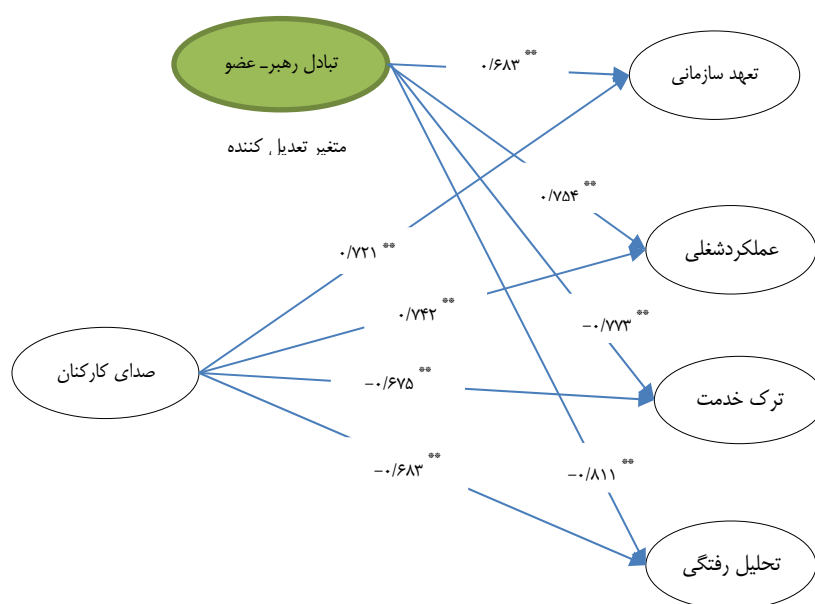 تبادل رهبر- عضو
متغیر تعدیل کننده
۰/۶۸۳ **
تعهد سازمانی
۰/۷۵۴ **
۰/۷۲۱ **
عملکردشغلی
۰/۷۴۲ **
-۰/۷۷۳ **
صدای کارکنان
-۰/۶۷۵ **
ترک خدمت
-۰/۶۸۳ **
-۰/۸۱۱ **
تحلیل رفتگی